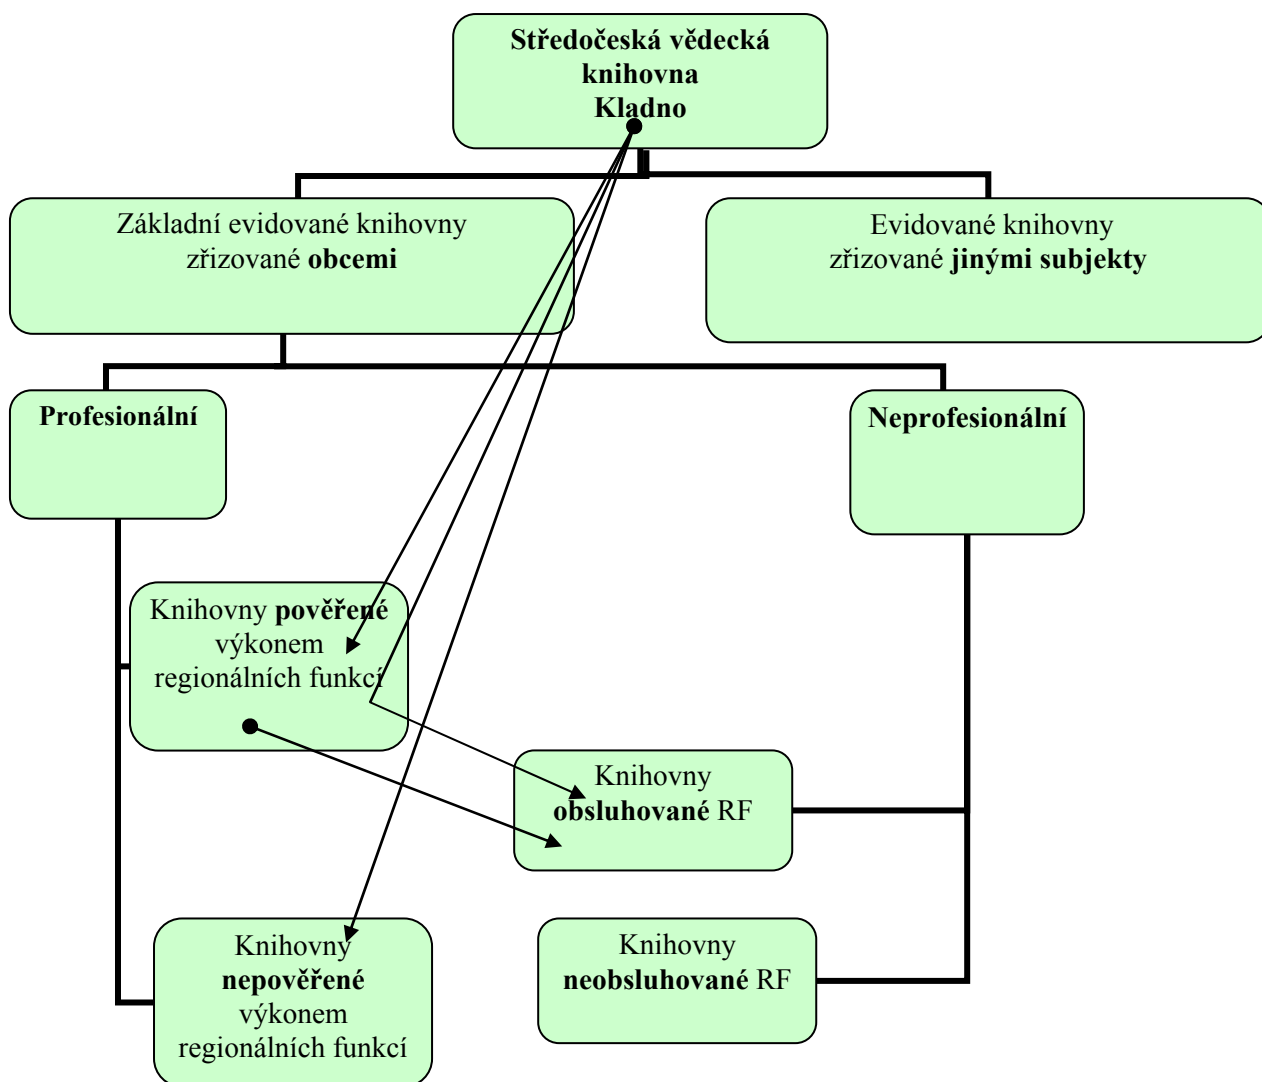 Středočeská vědecká
knihovna
Kladno
Základní evidované knihovny
zřizované obcemi
Evidované knihovny
zřizované jinými subjekty
Profesionální
Neprofesionální
Knihovny pověřené
výkonem
regionálních funkcí
Knihovny
obsluhované RF
Knihovny
nepověřené
výkonem
regionálních funkcí
Knihovny
neobsluhované RF